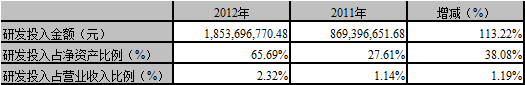 2012年 2011年 增减（%）
研发投入金额（元） 1,853,696,770.48 869,396,651.68 113.22%
研发投入占净资产比例（%） 65.69% 27.61% 38.08%
研发投入占营业收入比例（%） 2.32% 1.14% 1.19%